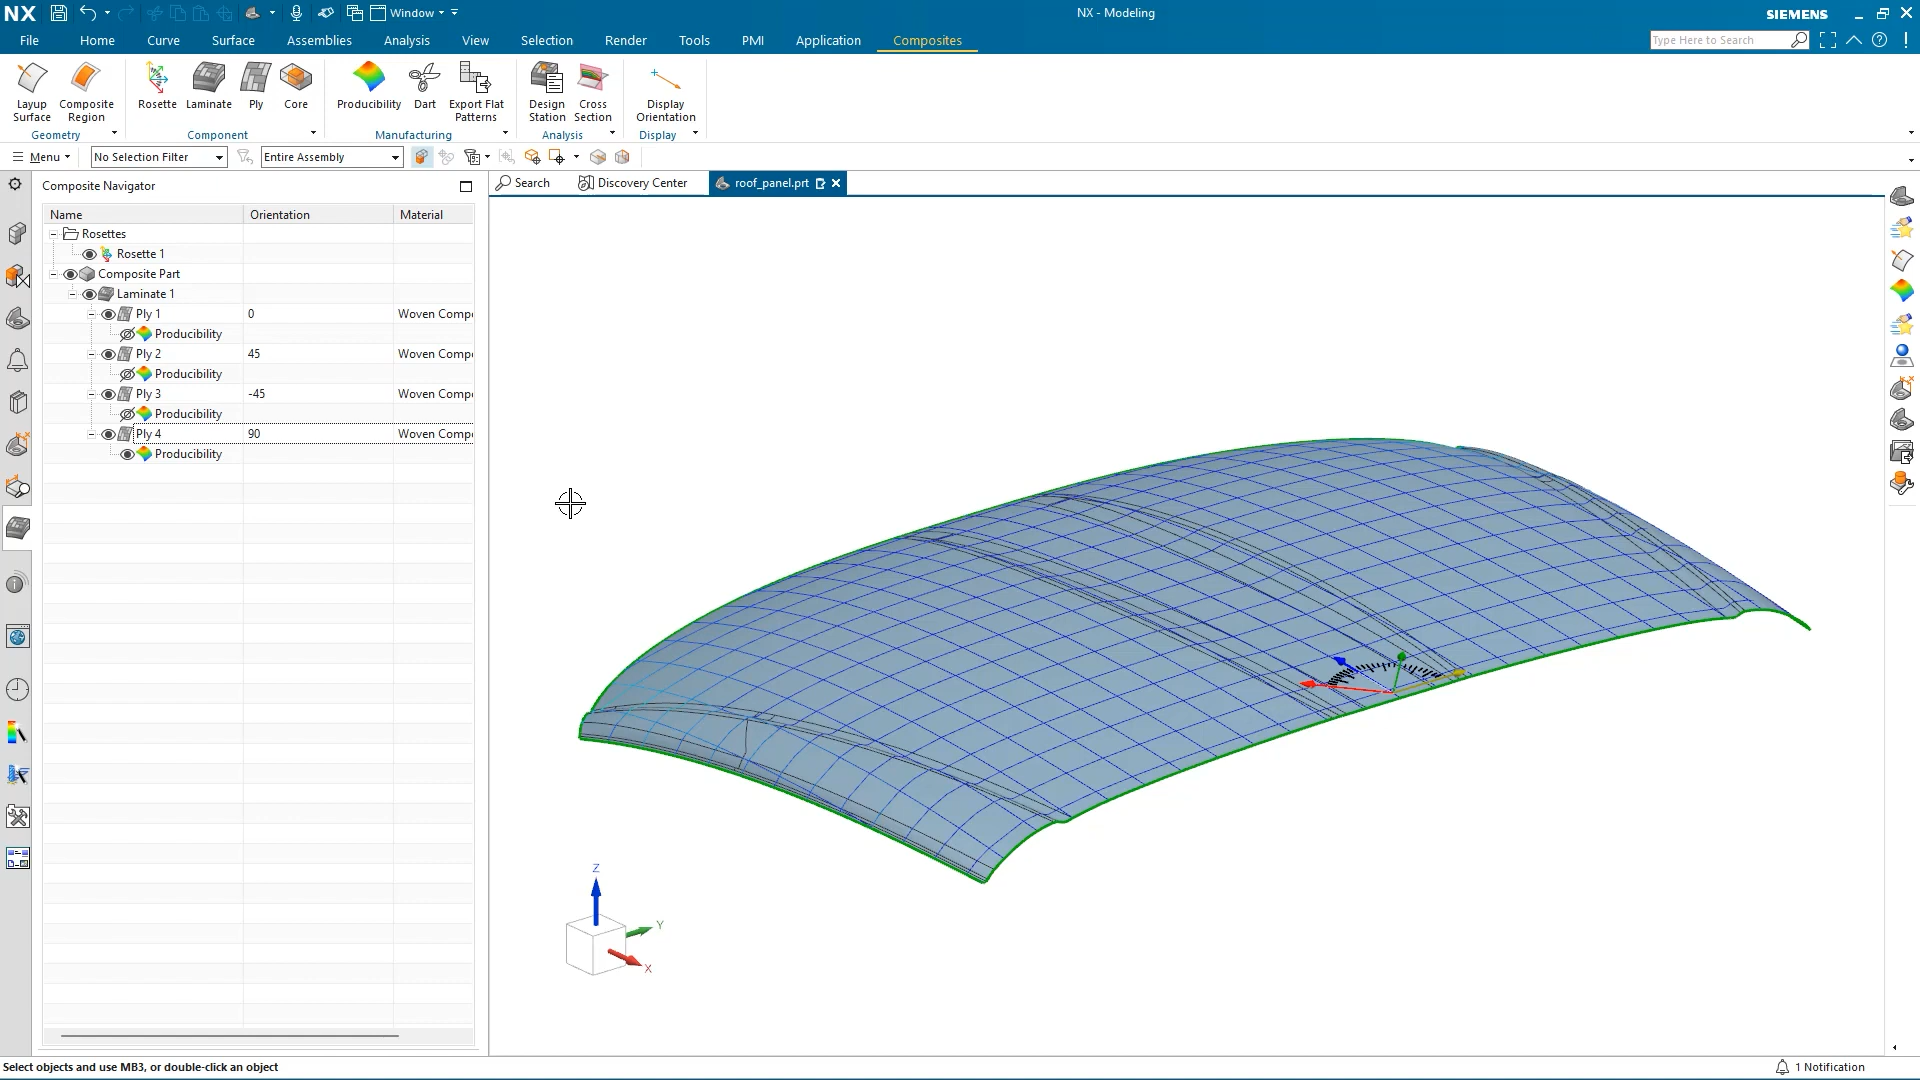 NX
Window
NX - Modeling
SIEMENS
File
Home
Curve
Surface
Assemblies
Analysis
View
Selection
Render
Tools
PMI
Application
Composites
Type Here to Search
Layup Surface
Composite Region
Rosette
Laminate
Ply
Core
Producibility
Dart
Export Flat Patterns
Design Station
Cross Section
Display Orientation
Geometry
Component
Manufacturing
Analysis
Display
Menu
No Selection Filter
Entire Assembly
Composite Navigator
Search
Discovery Center
roof_panel.prt
Name Orientation Material
Rosettes
Rosette 1
Composite Part
Laminate 1
Ply 1 0 Woven Comp
Producibility
Ply 2 45 Woven Comp
Producibility
Ply 3 -45 Woven Comp
Producibility
Ply 4 90 Woven Comp
Producibility
Z
Y
X
Select objects and use MB3, or double-click an object
1 Notification